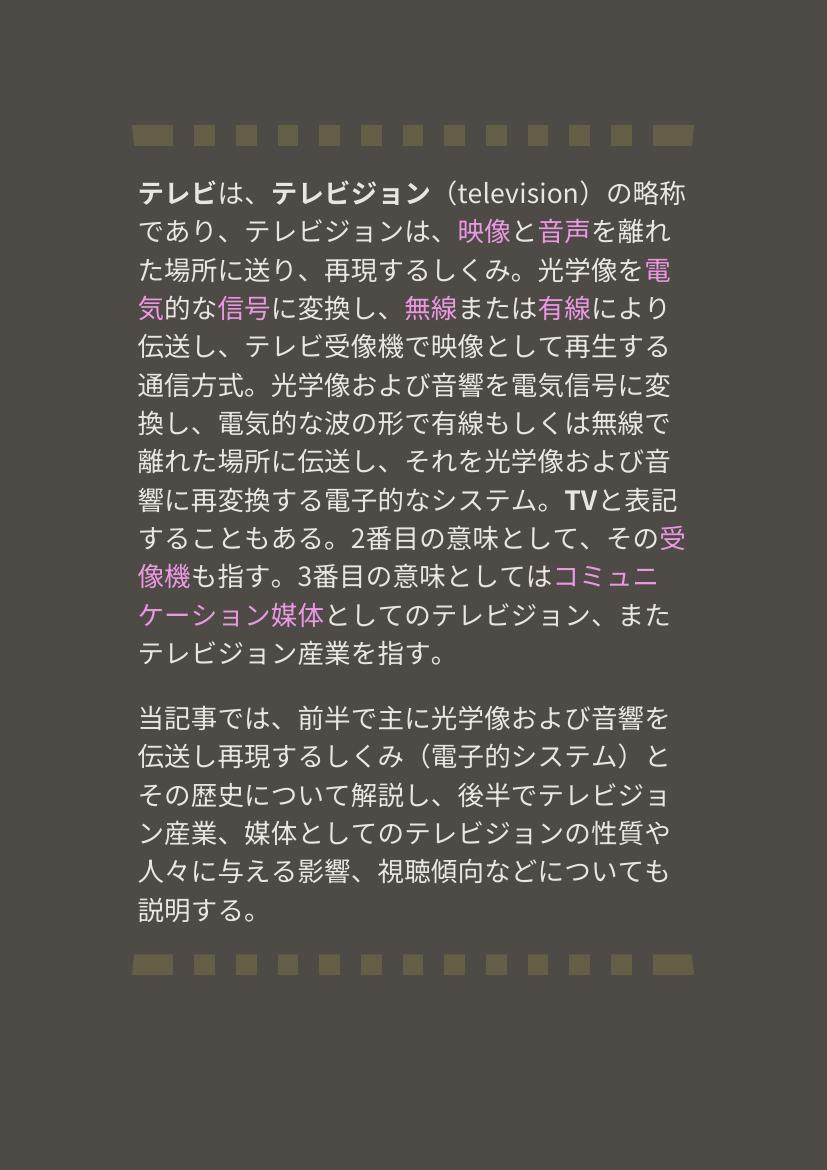 テレビは、テレビジョン（television）の略称
であり、テレビジョンは、映像と音声を離れ
た場所に送り、再現するしくみ。光学像を電
気的な信号に変換し、無線または有線により
伝送し、テレビ受像機で映像として再生する
通信方式。光学像および音響を電気信号に変
換し、電気的な波の形で有線もしくは無線で
離れた場所に伝送し、それを光学像および音
響に再変換する電子的なシステム。TVと表記
することもある。2番目の意味として、その受
像機も指す。3番目の意味としてはコミュニ
ケーション媒体としてのテレビジョン、また
テレビジョン産業を指す。
当記事では、前半で主に光学像および音響を
伝送し再現するしくみ（電子的システム）と
その歴史について解説し、後半でテレビジョ
ン産業、媒体としてのテレビジョンの性質や
人々に与える影響、視聴傾向などについても
説明する。